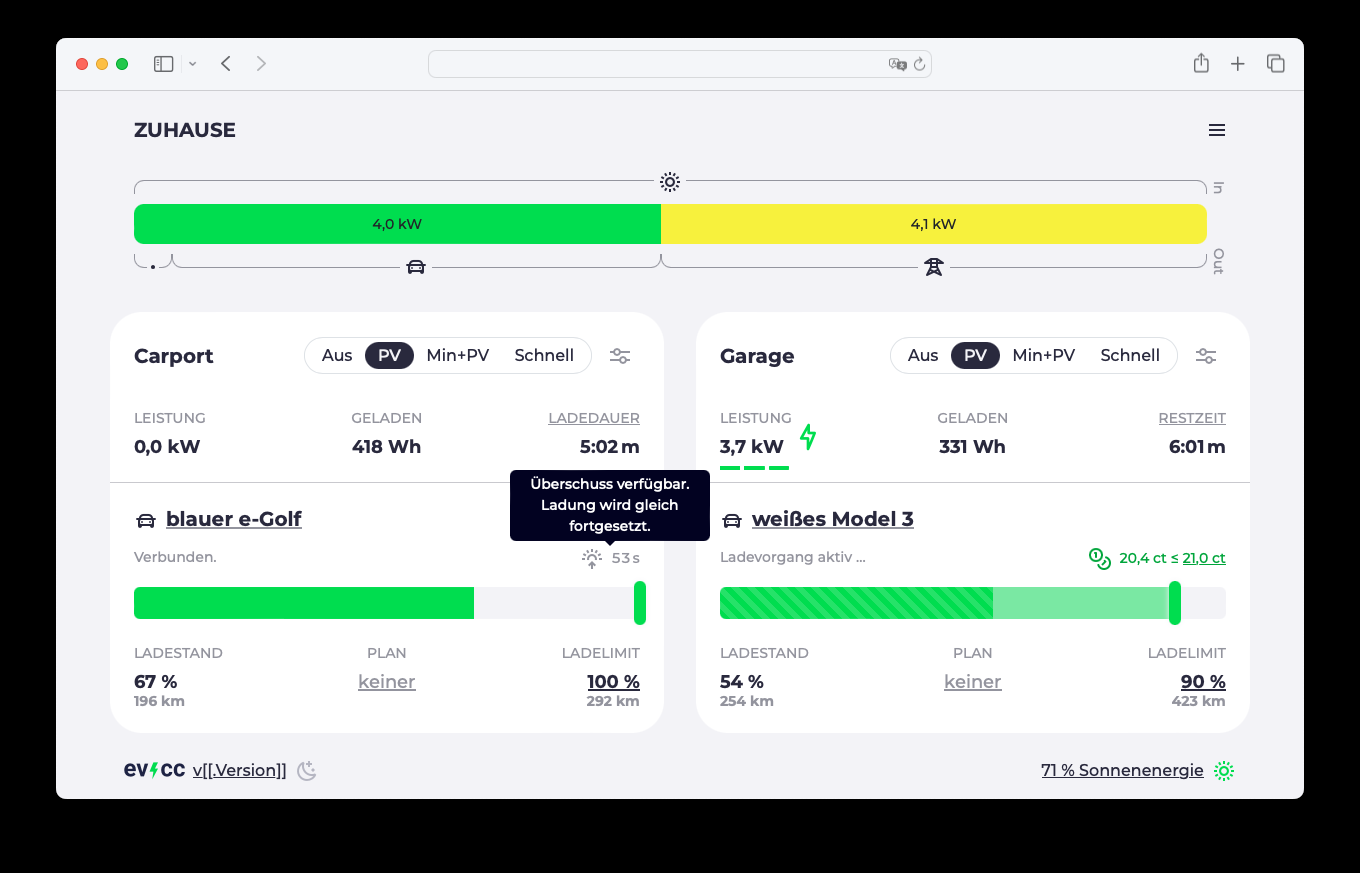 ZUHAUSE
In
4,0 kW 4,1 kW
Out
Carport
Aus PV Min+PV Schnell
LEISTUNG GELADEN LADEDAUER
0,0 kW 418 Wh 5:02 m
Überschuss verfügbar.
Ladung wird gleich
fortgesetzt.
blauer e-Golf
Verbunden. 53 s
LADESTAND PLAN LADELIMIT
67 % keiner 100 %
196 km 292 km
Garage
Aus PV Min+PV Schnell
LEISTUNG GELADEN RESTZEIT
3,7 kW 331 Wh 6:01 m
weißes Model 3
Ladevorgang aktiv ... 20,4 ct ≤ 21,0 ct
LADESTAND PLAN LADELIMIT
54 % keiner 90 %
254 km 423 km
evcc v[[.Version]] 71 % Sonnenenergie